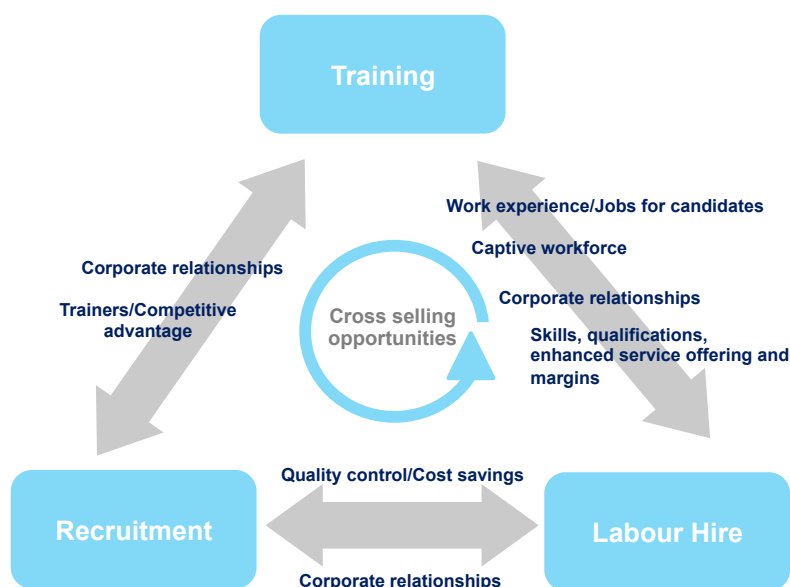 Training
Work experience/Jobs for candidates
Captive workforce
Corporate relationships
Corporate relationships
Trainers/Competitive
advantage
Cross selling
opportunities
Skills, qualifications,
enhanced service offering and
margins
Quality control/Cost savings
Recruitment
Labour Hire
Corporate relationships